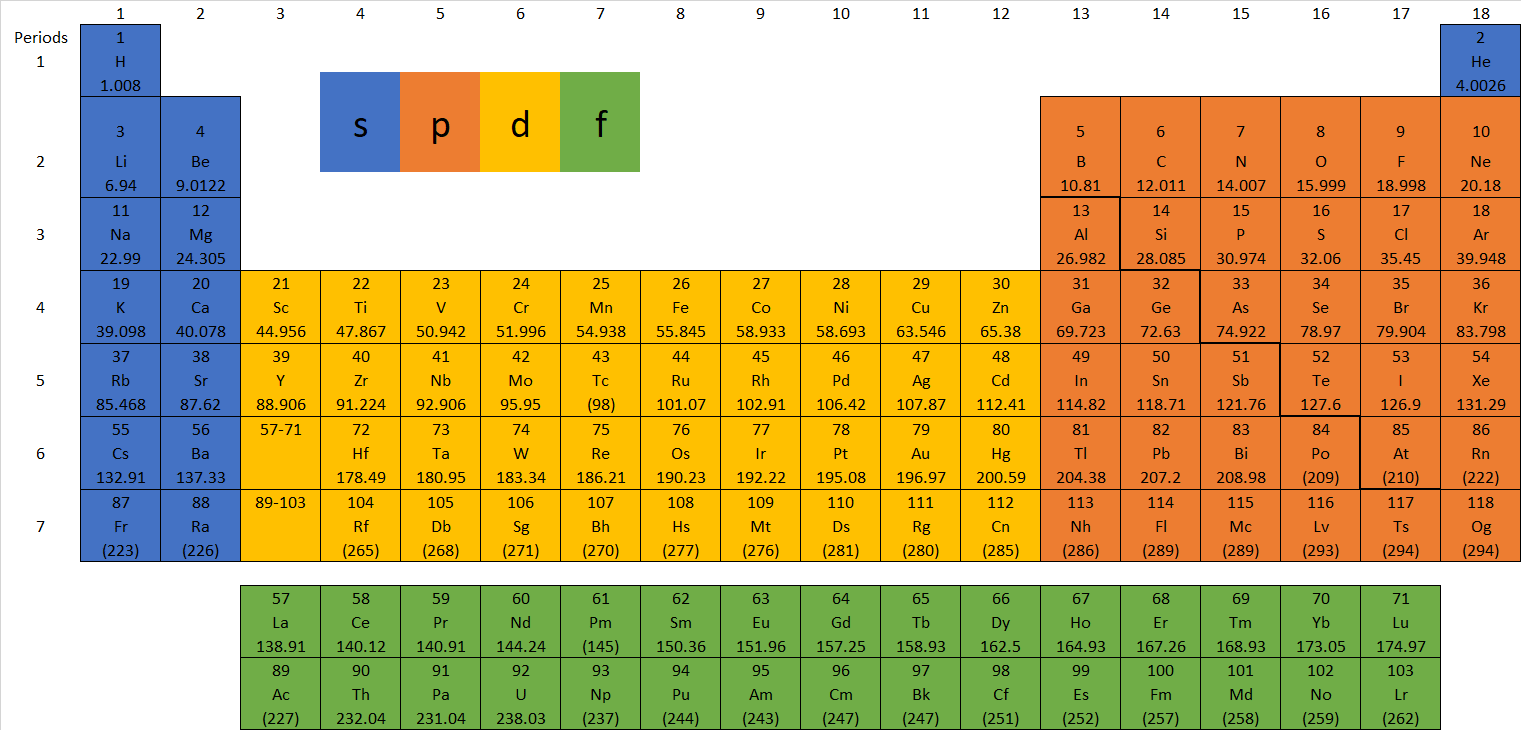 1 2 3 4 5 6 7 8 9 10 11 12 13 14 15 16 17 18
Periods 1 2
1 H He
1.008 4.0026
s p d f
3 4 5 6 7 8 9 10
2 Li Be B C N O F Ne
6.94 9.0122 10.81 12.011 14.007 15.999 18.998 20.18
11 12 13 14 15 16 17 18
3 Na Mg Al Si P S Cl Ar
22.99 24.305 26.982 28.085 30.974 32.06 35.45 39.948
19 20 21 22 23 24 25 26 27 28 29 30 31 32 33 34 35 36
4 K Ca Sc Ti V Cr Mn Fe Co Ni Cu Zn Ga Ge As Se Br Kr
39.098 40.078 44.956 47.867 50.942 51.996 54.938 55.845 58.933 58.693 63.546 65.38 69.723 72.63 74.922 78.97 79.904 83.798
37 38 39 40 41 42 43 44 45 46 47 48 49 50 51 52 53 54
5 Rb Sr Y Zr Nb Mo Tc Ru Rh Pd Ag Cd In Sn Sb Te I Xe
85.468 87.62 88.906 91.224 92.906 95.95 (98) 101.07 102.91 106.42 107.87 112.41 114.82 118.71 121.76 127.6 126.9 131.29
55 56 57-71 72 73 74 75 76 77 78 79 80 81 82 83 84 85 86
6 Cs Ba Hf Ta W Re Os Ir Pt Au Hg Tl Pb Bi Po At Rn
132.91 137.33 178.49 180.95 183.34 186.21 190.23 192.22 195.08 196.97 200.59 204.38 207.2 208.98 (209) (210) (222)
87 88 89-103 104 105 106 107 108 109 110 111 112 113 114 115 116 117 118
7 Fr Ra Rf Db Sg Bh Hs Mt Ds Rg Cn Nh Fl Mc Lv Ts Og
(223) (226) (265) (268) (271) (270) (277) (276) (281) (280) (285) (286) (289) (289) (293) (294) (294)
57 58 59 60 61 62 63 64 65 66 67 68 69 70 71
La Ce Pr Nd Pm Sm Eu Gd Tb Dy Ho Er Tm Yb Lu
138.91 140.12 140.91 144.24 (145) 150.36 151.96 157.25 158.93 162.5 164.93 167.26 168.93 173.05 174.97
89 90 91 92 93 94 95 96 97 98 99 100 101 102 103
Ac Th Pa U Np Pu Am Cm Bk Cf Es Fm Md No Lr
(227) 232.04 231.04 238.03 (237) (244) (243) (247) (247) (251) (252) (257) (258) (259) (262)